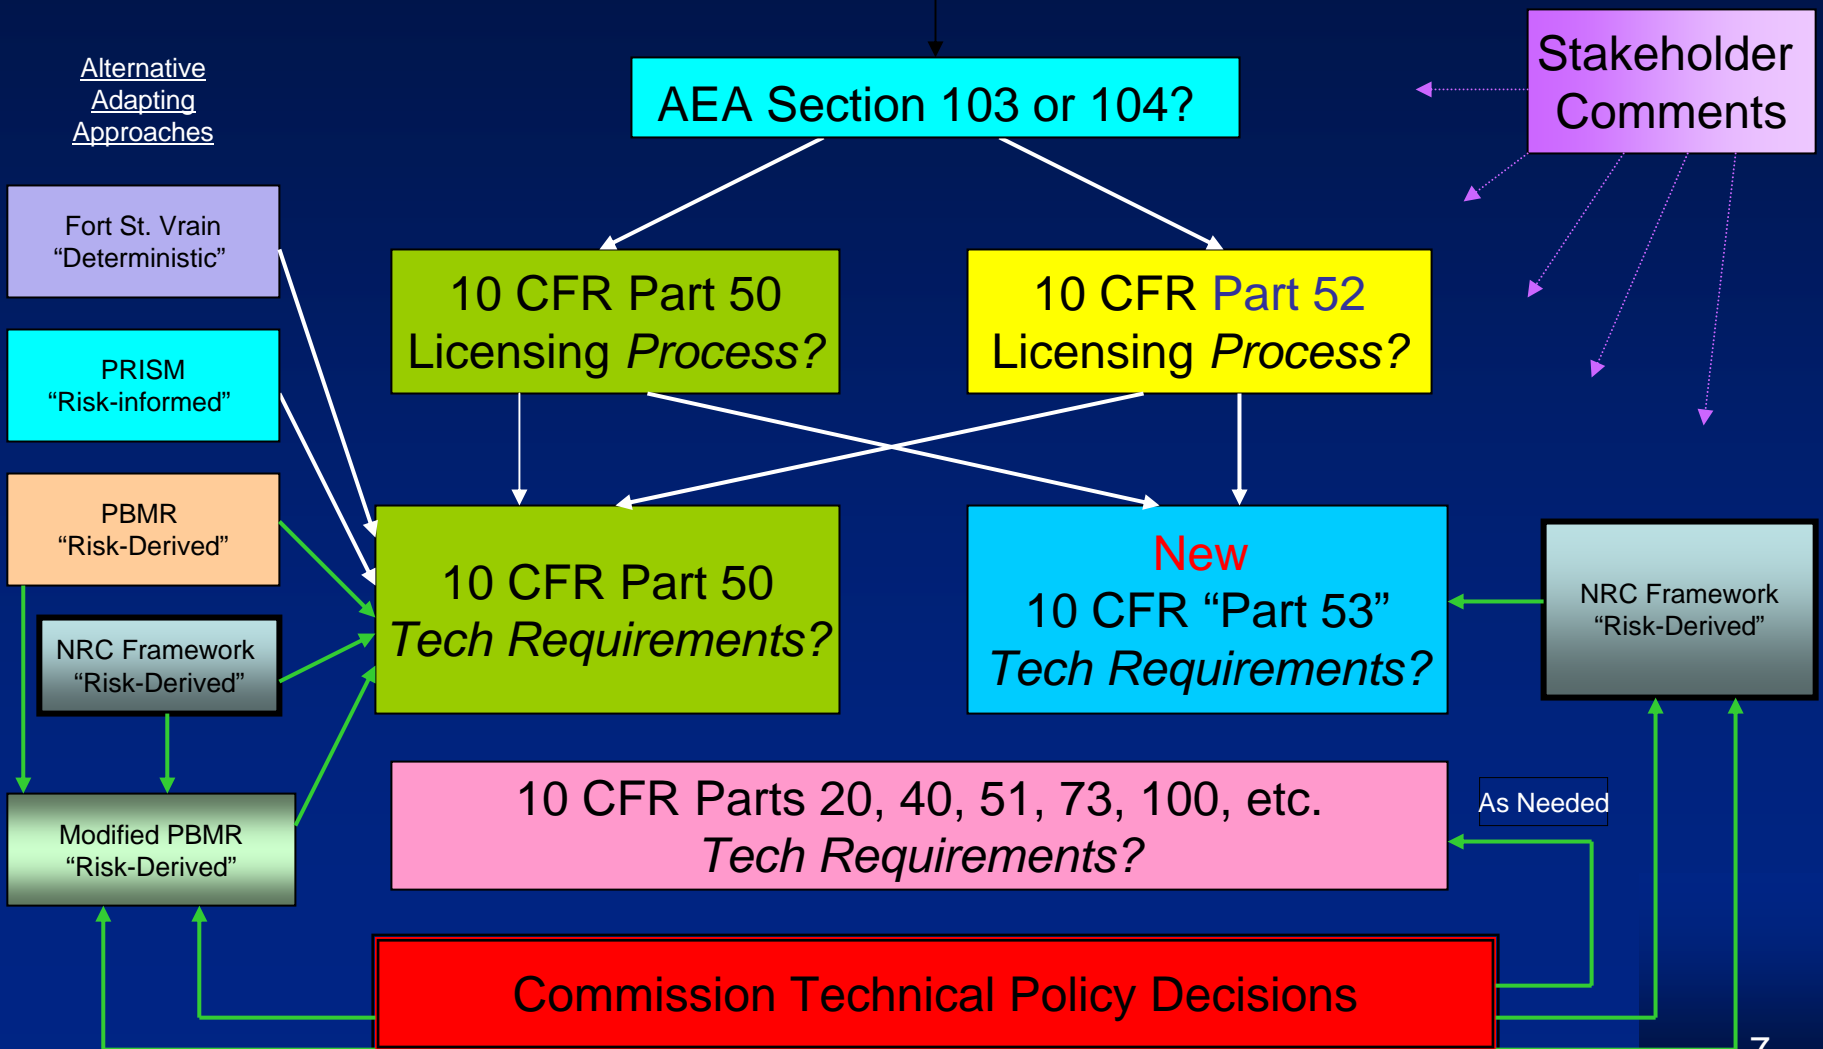 Alternative
Adapting
Approaches
AEA Section 103 or 104?
Stakeholder
Comments
Fort St. Vrain
“Deterministic”
10 CFR Part 50
Licensing Process?
10 CFR Part 52
Licensing Process?
PRISM
“Risk-informed”
PBMR
“Risk-Derived”
10 CFR Part 50
Tech Requirements?
New
10 CFR “Part 53”
Tech Requirements?
NRC Framework
“Risk-Derived”
NRC Framework
“Risk-Derived”
10 CFR Parts 20, 40, 51, 73, 100, etc.
Tech Requirements?
As Needed
Modified PBMR
“Risk-Derived”
Commission Technical Policy Decisions
7